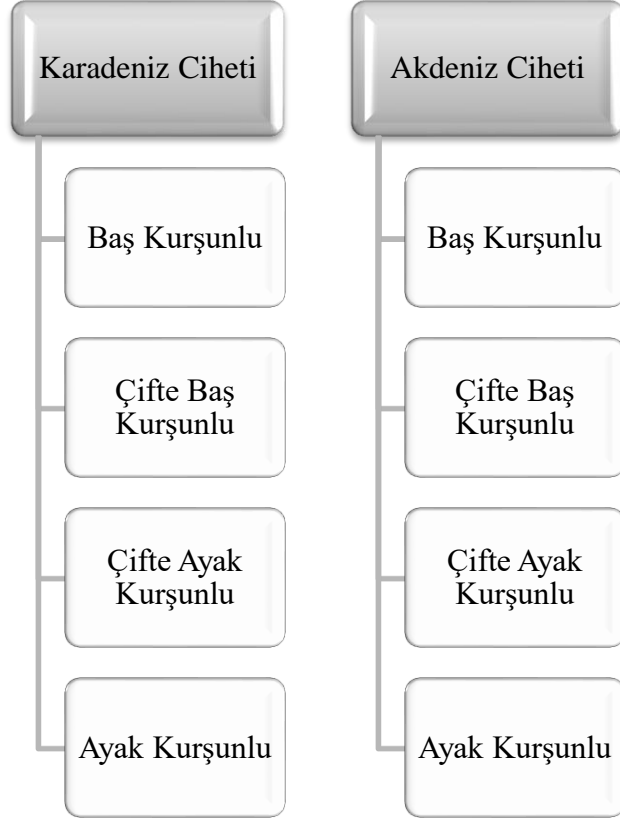 Karadeniz Ciheti
Baş Kurşunlu
Çifte Baş
Kurşunlu
Çifte Ayak
Kurşunlu
Ayak Kurşunlu
Akdeniz Ciheti
Baş Kurşunlu
Çifte Baş
Kurşunlu
Çifte Ayak
Kurşunlu
Ayak Kurşunlu